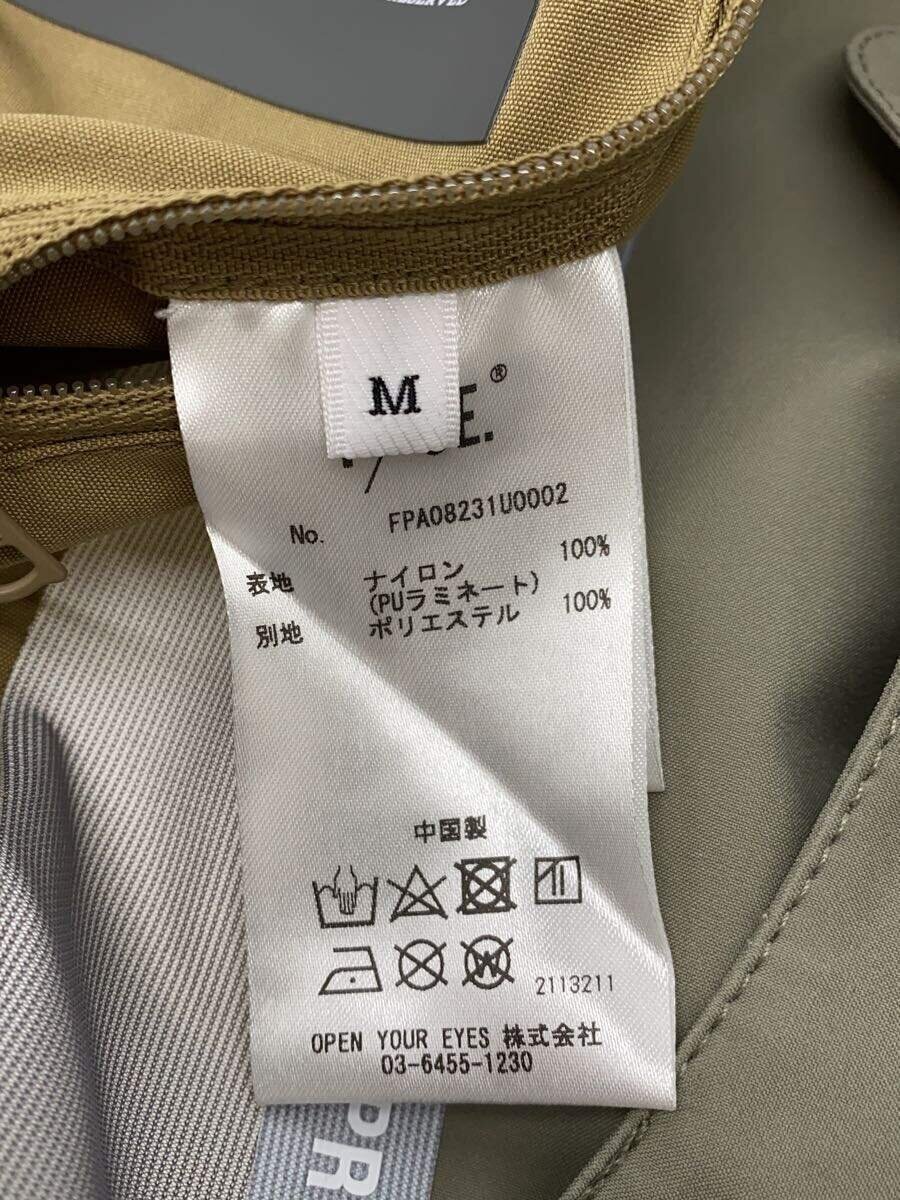 RESERVED
M
®
No. FPA08231U0002
表地 ナイロン 100%
(PUラミネート)
別地 ポリエステル 100%
中国製
W
2113211
OPEN YOUR EYES 株式会社
03-6455-1230
PR